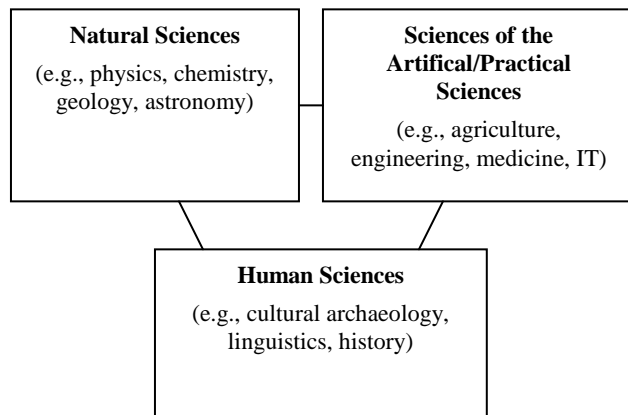 Natural Sciences
(e.g., physics, chemistry,
geology, astronomy)
Sciences of the
Artifical/Practical
Sciences
(e.g., agriculture,
engineering, medicine, IT)
Human Sciences
(e.g., cultural archaeology,
linguistics, history)